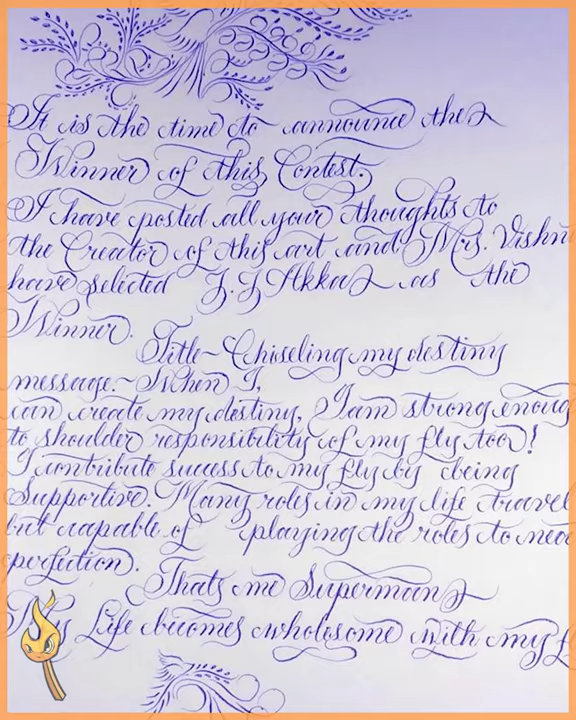 It is the time to announce the
Winner of this Contest.
I have posted all your thoughts to
the Creator of this art and Mrs. Vishn
have selected J.J Akka as the
Winner.
Title~Chiseling my destiny
message:~When I,
can create my destiny, I am strong enoug
to shoulder responsibility of my fly too!
I contribute success to my fly by being
Supportive. Many roles in my life travel
but capable of plarging the roles to near
perfection.
Thats me Superman
My Life becomes wholesome with my f